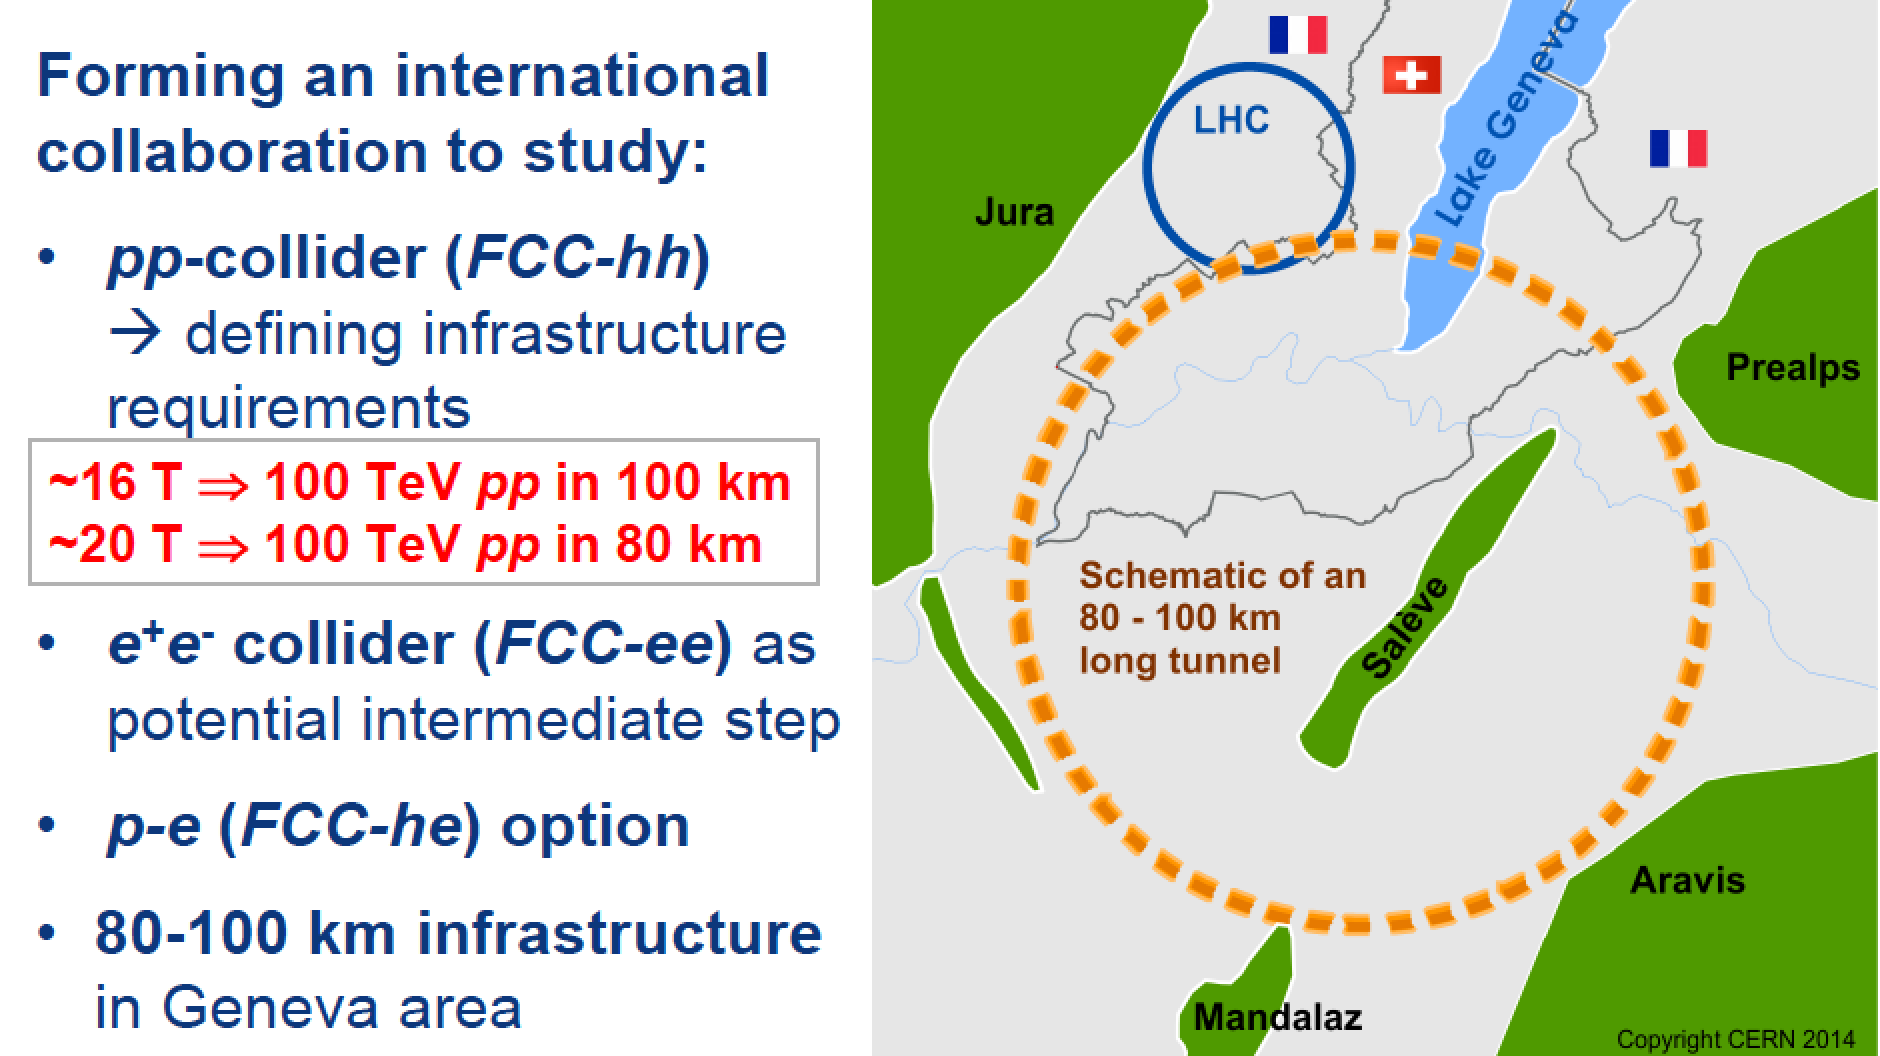 Forming an international
collaboration to study:
• pp-collider (FCC-hh)
→ defining infrastructure
requirements
~16 T ⇒ 100 TeV pp in 100 km
~20 T ⇒ 100 TeV pp in 80 km
• e⁺e⁻ collider (FCC-ee) as
potential intermediate step
• p-e (FCC-he) option
• 80-100 km infrastructure
in Geneva area
LHC
Lake Geneva
Jura
Prealps
Schematic of an
80 - 100 km
long tunnel
Salève
Aravis
Mandalaz
Copyright CERN 2014